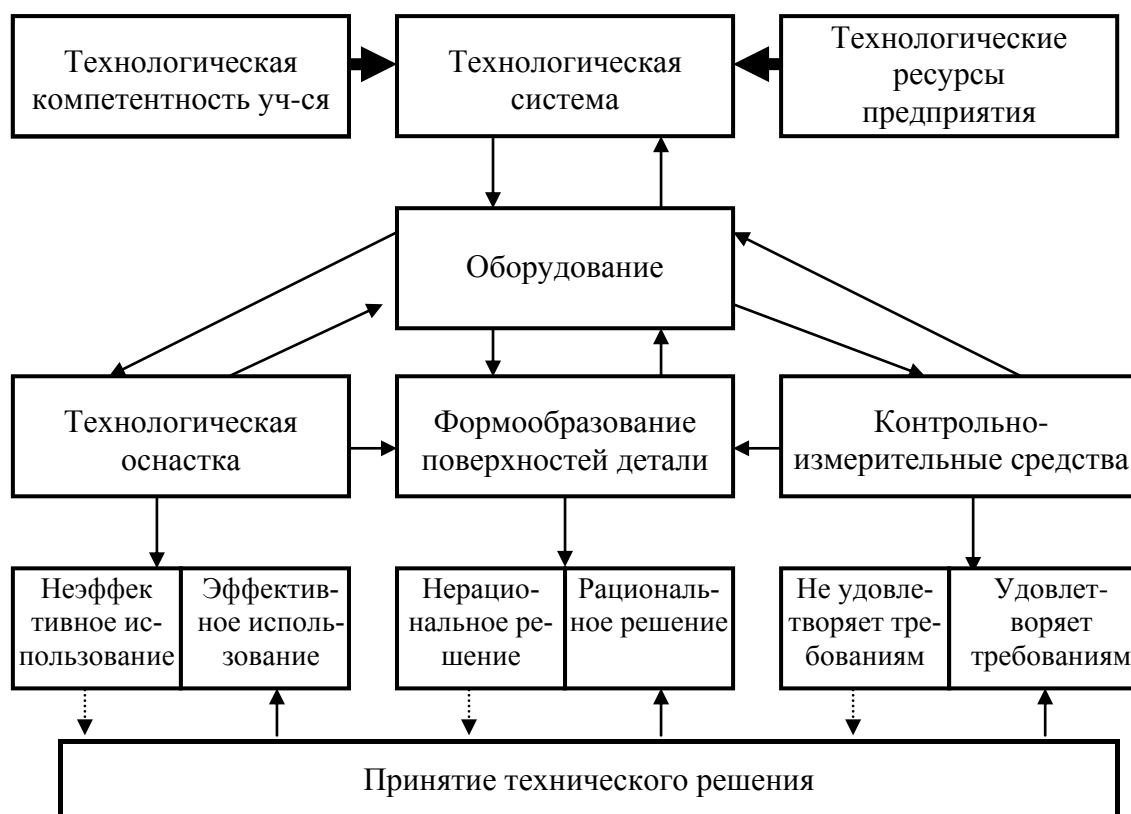 Технологическая
компетентность уч-ся
Технологическая
система
Технологические
ресурсы
предприятия
Оборудование
Технологическая
оснастка
Формообразование
поверхностей детали
Контрольно-
измерительные средства
Неэффек
тивное ис-
пользование
Эффектив-
ное исполь-
зование
Нерацио-
нальное ре-
шение
Рациональ-
ное решение
Не удовле-
творяет тре-
бованиям
Удовлет-
воряет
требованиям
Принятие технического решения